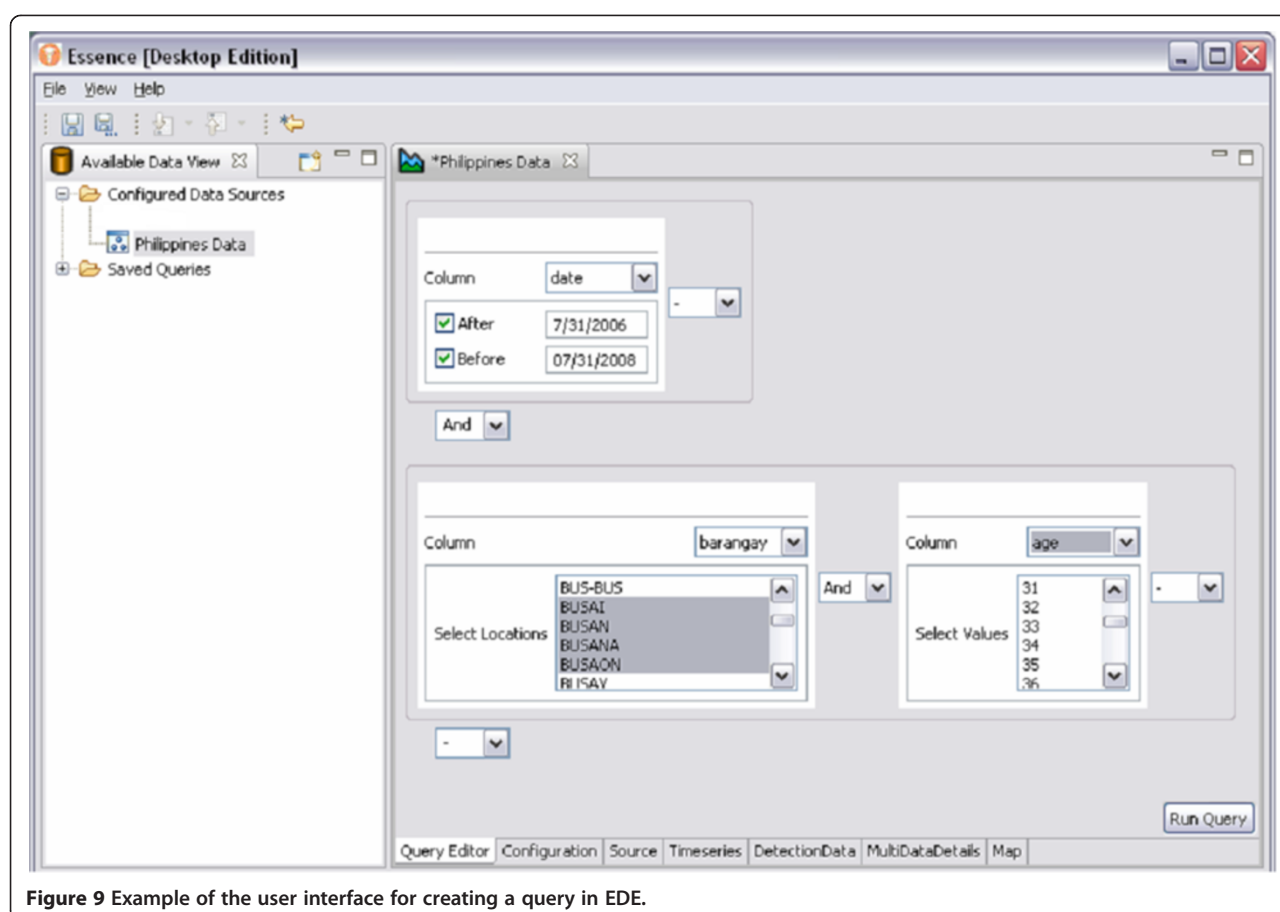 Essence [Desktop Edition]
File View Help
Available Data View
Configured Data Sources
Philippines Data
Saved Queries
*Philippines Data
Column date
-
After 7/31/2006
Before 07/31/2008
And
Column barangay
Select Locations
BUS-BUS
BUSAI
BUSAN
BUSANA
BUSAON
BUSAY
And
Column age
Select Values
31
32
33
34
35
36
-
-
Run Query
Query Editor Configuration Source Timeseries DetectionData MultiDataDetails Map
Figure 9 Example of the user interface for creating a query in EDE.